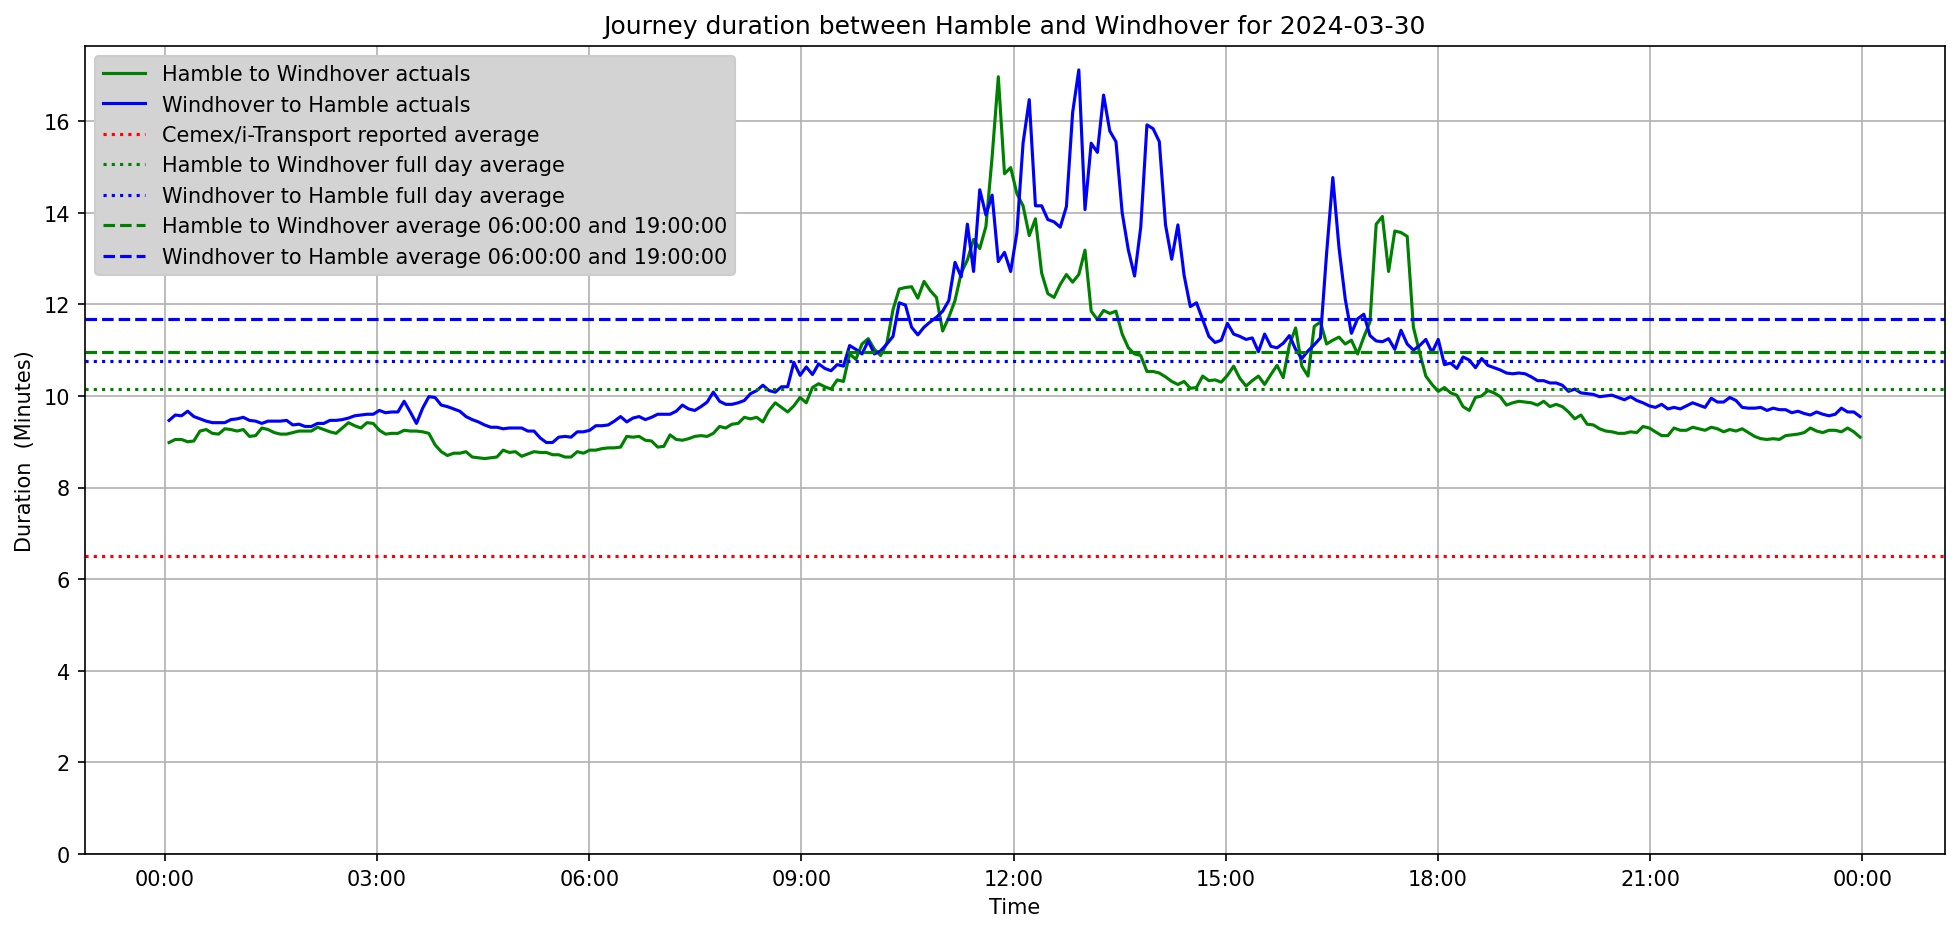 Journey duration between Hamble and Windhover for 2024-03-30
Hamble to Windhover actuals
Windhover to Hamble actuals
Cemex/i-Transport reported average
Hamble to Windhover full day average
Windhover to Hamble full day average
Hamble to Windhover average 06:00:00 and 19:00:00
Windhover to Hamble average 06:00:00 and 19:00:00
Duration (Minutes)
16
14
12
10
8
6
4
2
0
00:00 03:00 06:00 09:00 12:00 15:00 18:00 21:00 00:00
Time